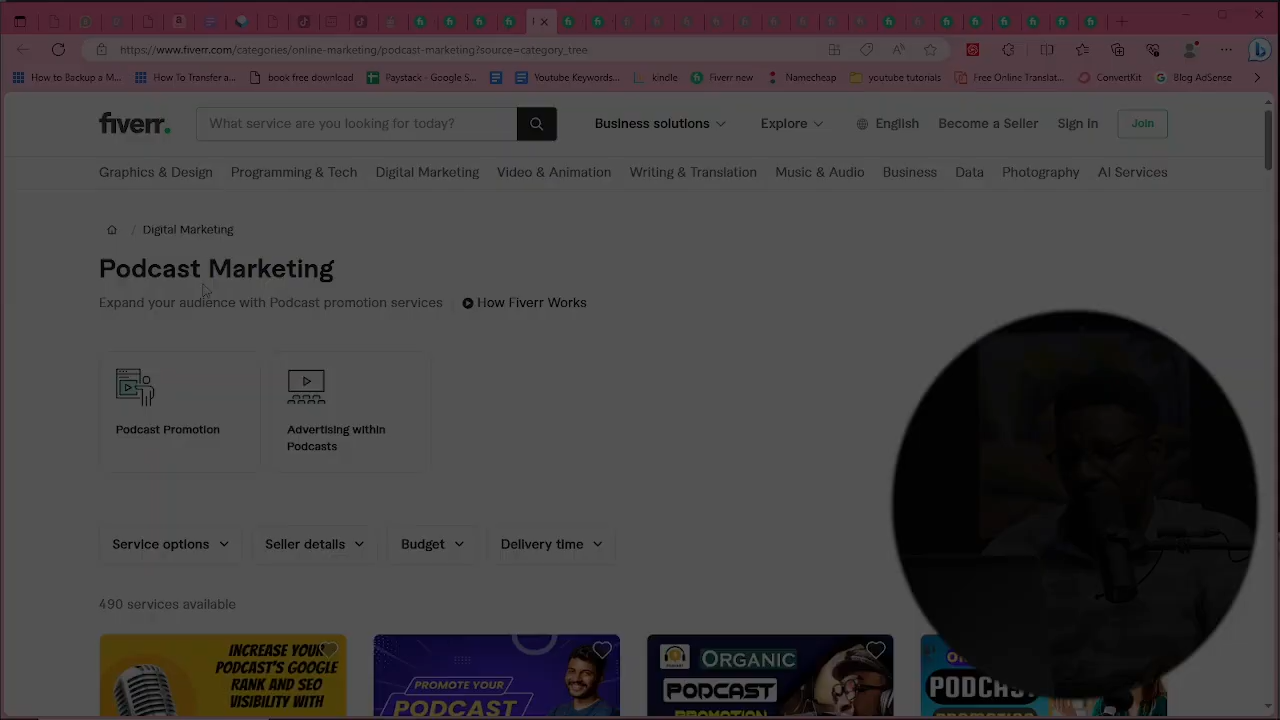 https://www.fiverr.com/categories/online-marketing/podcast-marketing?source=category_tree
How to Backup a M...
How To Transfer a...
book free download
Paystack - Google S...
Youtube Keywords...
kindle
Fiverr new
Namecheap
youtube tutorials
Free Online Translat...
ConvertKit
Blog AdSense
fiverr.
What service are you looking for today?
Business solutions
Explore
English
Become a Seller
Sign in
Join
Graphics & Design
Programming & Tech
Digital Marketing
Video & Animation
Writing & Translation
Music & Audio
Business
Data
Photography
AI Services
/ Digital Marketing
Podcast Marketing
Expand your audience with Podcast promotion services
How Fiverr Works
Podcast Promotion
Advertising within
Podcasts
Service options
Seller details
Budget
Delivery time
490 services available
INCREASE YOUR
PODCAST'S GOOGLE
RANK AND SEO
VISIBILITY WITH
PROMOTE YOUR
PODCAST
ORGANIC
PODCAST
PROMOTION